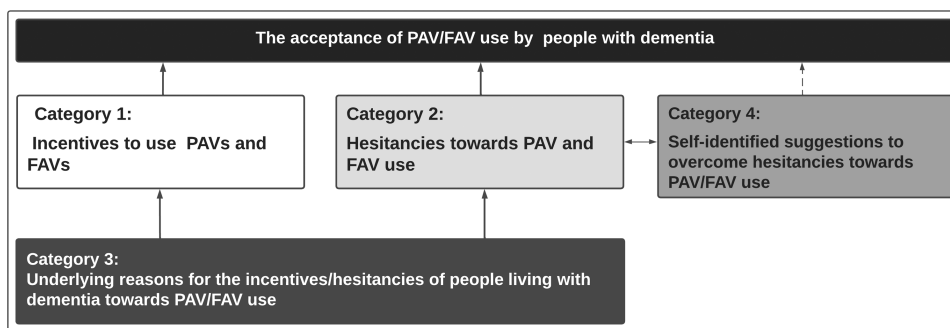 The acceptance of PAV/FAV use by people with dementia
Category 1:
Incentives to use PAVs and
FAVs
Category 2:
Hesitancies towards PAV and
FAV use
Category 4:
Self-identified suggestions to
overcome hesitancies towards
PAV/FAV use
Category 3:
Underlying reasons for the incentives/hesitancies of people living with
dementia towards PAV/FAV use